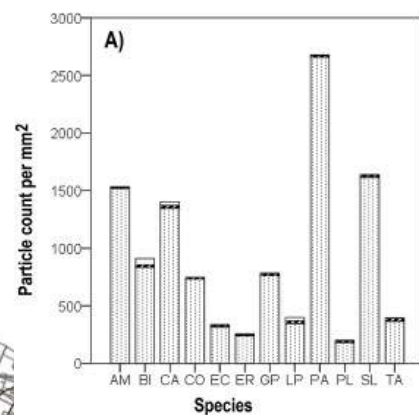 A)
3000
2500
2000
1500
1000
500
0
Particle count per mm²
AM BI CA CO EC ER GP LP PA PL SL TA
Species